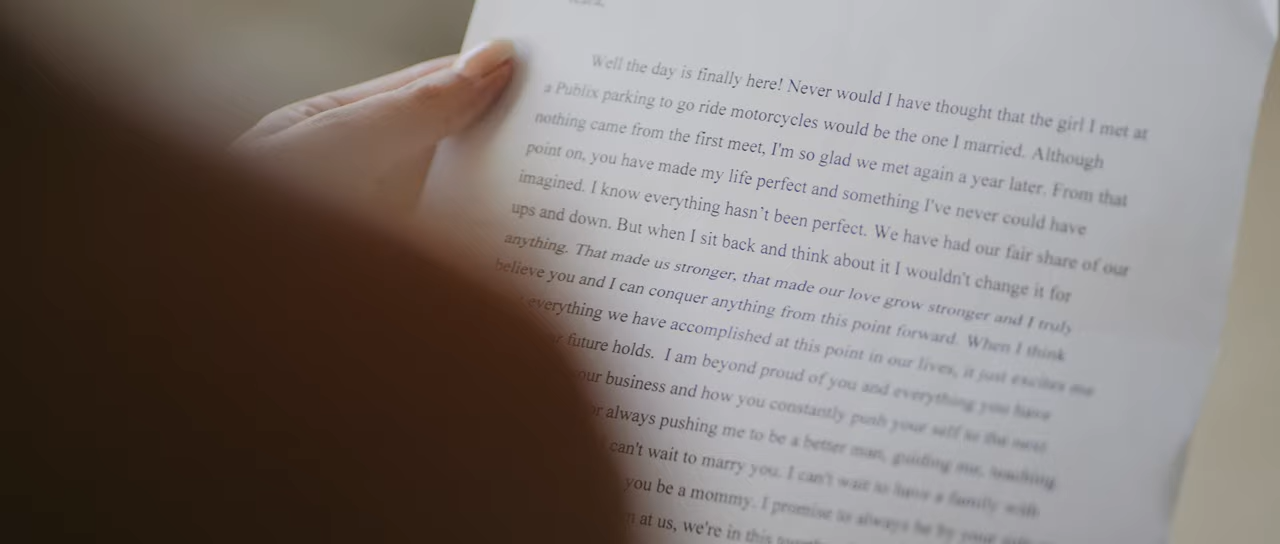 Well the day is finally here! Never would I have thought that the girl I met at
a Publix parking to go ride motorcycles would be the one I married. Although
nothing came from the first meet, I'm so glad we met again a year later. From that
point on, you have made my life perfect and something I've never could have
imagined. I know everything hasn't been perfect. We have had our fair share of our
ups and down. But when I sit back and think about it I wouldn't change it for
anything. That made us stronger, that made our love grow stronger and I truly
believe you and I can conquer anything from this point forward. When I think
everything we have accomplished at this point in our lives, it just excites me
future holds. I am beyond proud of you and everything you have
our business and how you constantly push your self to the next
always pushing me to be a better man, guiding me, teaching
can't wait to marry you. I can't wait to have a family with
you be a mommy. I promise to always be by your
at us, we're in this